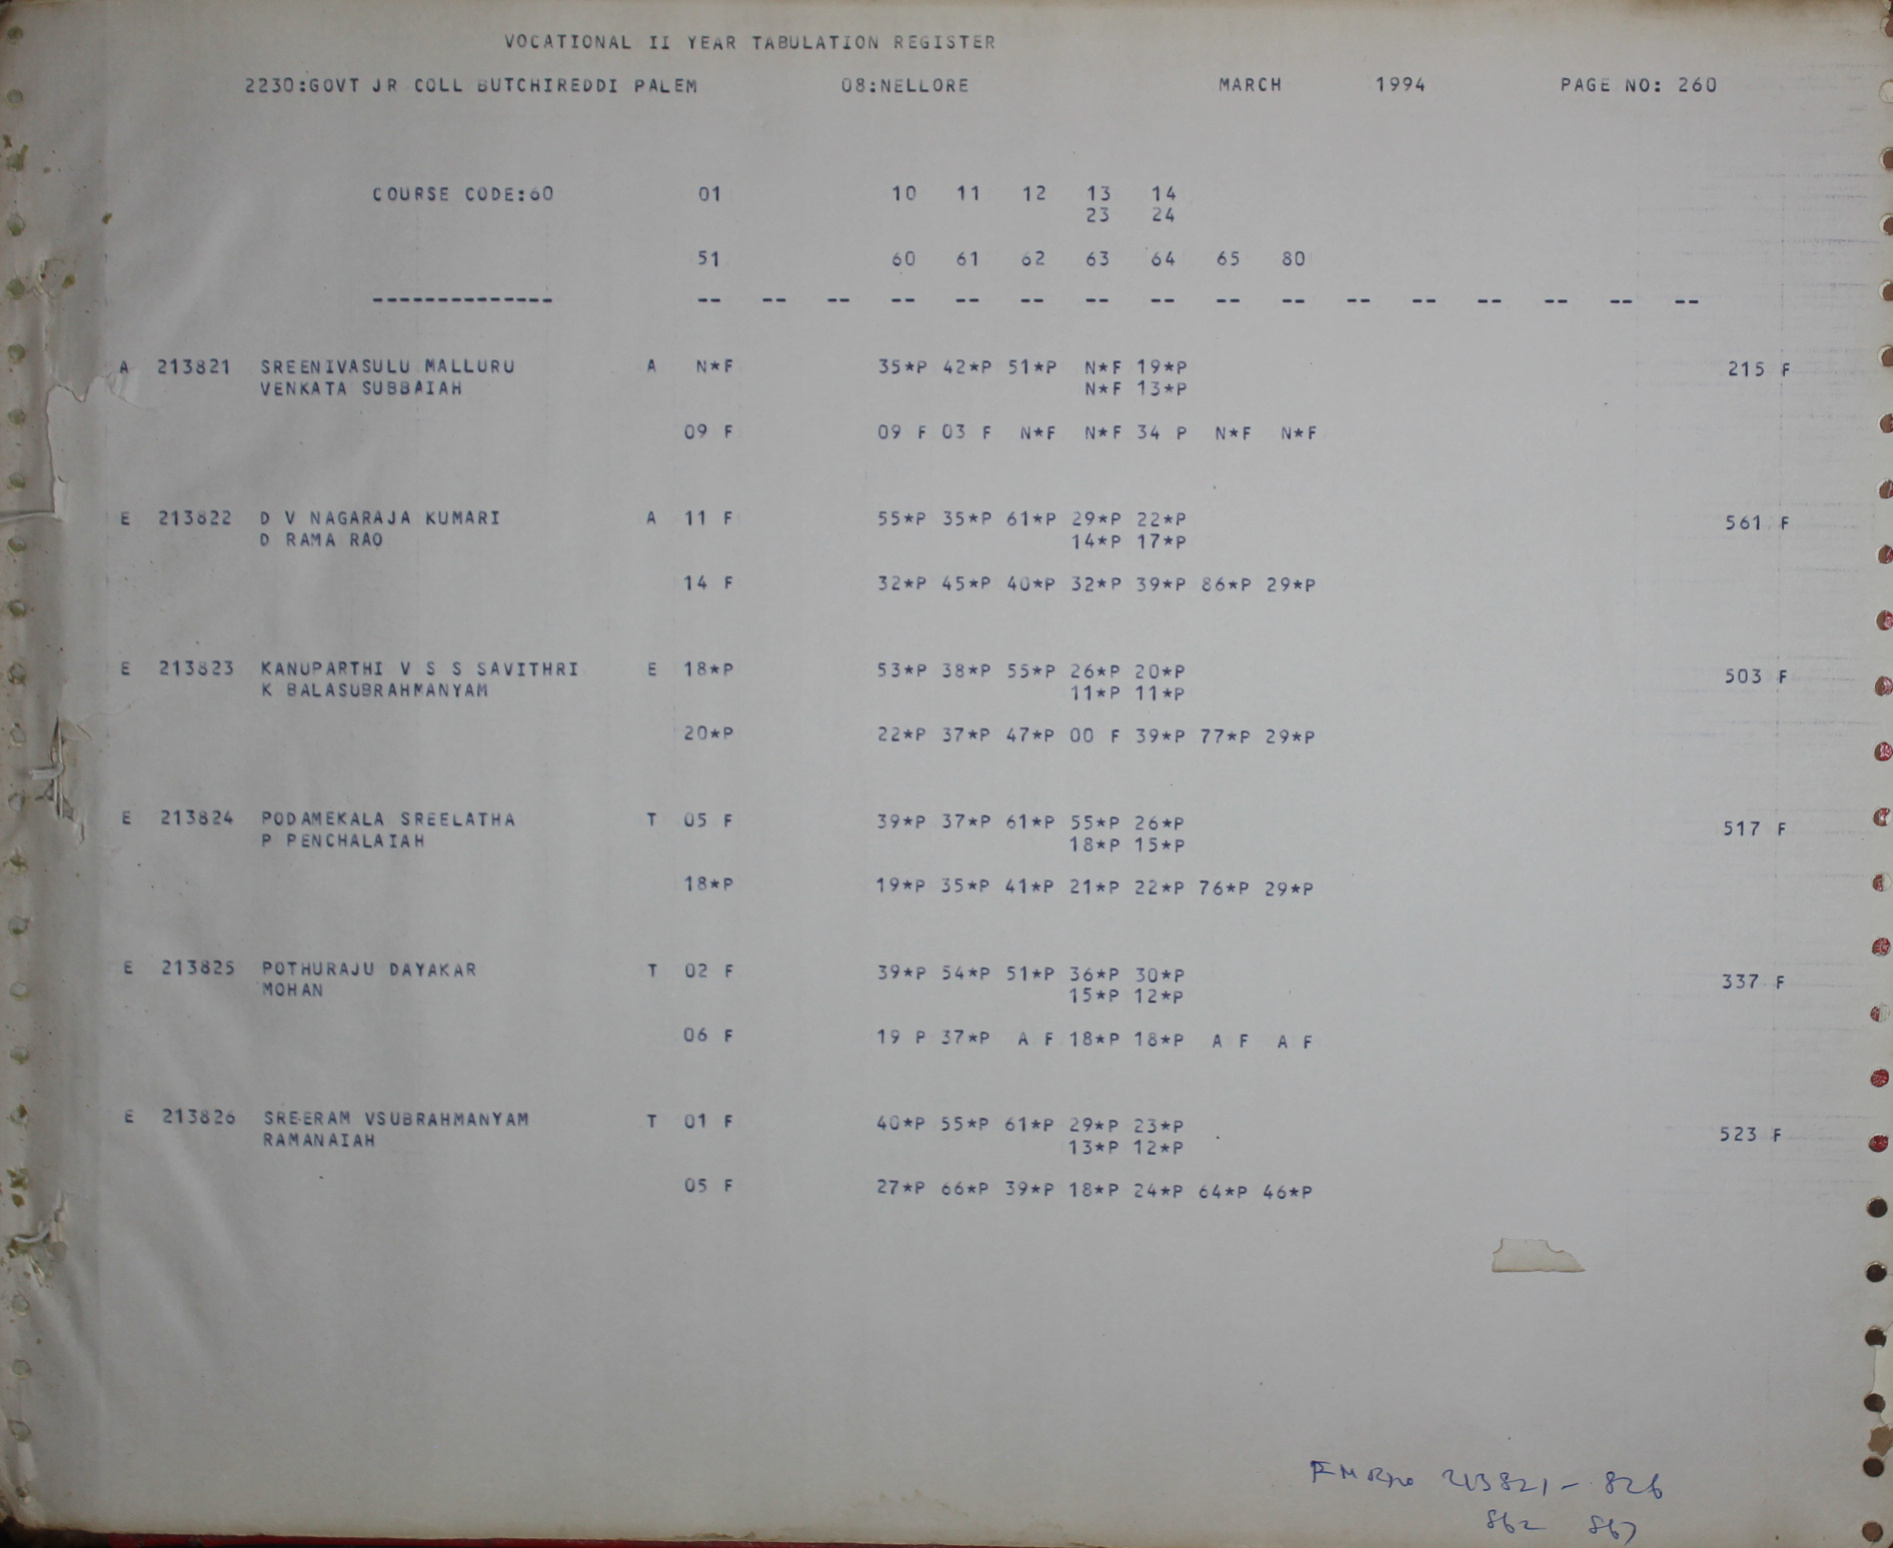 VOCATIONAL II YEAR TABULATION REGISTER
2230:GOVT JR COLL BUTCHIREDDI PALEM 08:NELLORE MARCH 1994 PAGE NO: 260
COURSE CODE:60 01 10 11 12 13 14
23 24
51 60 61 62 63 64 65 80
-------------- -- -- -- -- -- -- -- -- -- -- -- -- -- -- -- --
A 213821 SREENIVASULU MALLURU A N*F 35*P 42*P 51*P N*F 19*P 215 F
VENKATA SUBBAIAH N*F 13*P
09 F 09 F 03 F N*F N*F 34 P N*F N*F
E 213822 D V NAGARAJA KUMARI A 11 F 55*P 35*P 61*P 29*P 22*P 561 F
D RAMA RAO 14*P 17*P
14 F 32*P 45*P 40*P 32*P 39*P 86*P 29*P
E 213823 KANUPARTHI V S S SAVITHRI E 18*P 53*P 38*P 55*P 26*P 20*P 503 F
K BALASUBRAHMANYAM 11*P 11*P
20*P 22*P 37*P 47*P 00 F 39*P 77*P 29*P
E 213824 PODAMEKALA SREELATHA T 05 F 39*P 37*P 61*P 55*P 26*P 517 F
P PENCHALAIAH 18*P 15*P
18*P 19*P 35*P 41*P 21*P 22*P 76*P 29*P
E 213825 POTHURAJU DAYAKAR T 02 F 39*P 54*P 51*P 36*P 30*P 337 F
MOHAN 15*P 12*P
06 F 19 P 37*P A F 18*P 18*P A F A F
E 213826 SREERAM VSUBRAHMANYAM T 01 F 40*P 55*P 61*P 29*P 23*P 523 F
RAMANAIAH 13*P 12*P
05 F 27*P 66*P 39*P 18*P 24*P 64*P 46*P
213821 - 826
862 867